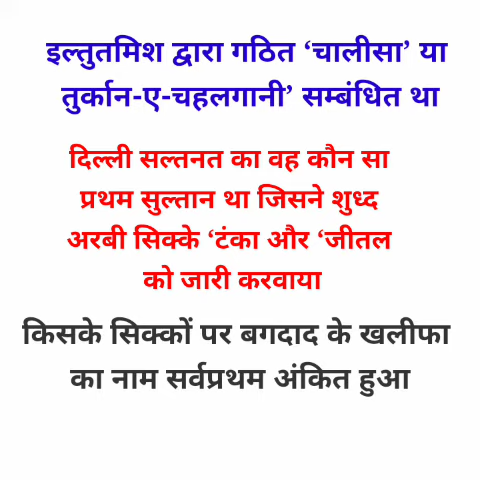 इल्तुतमिश द्वारा गठित ‘चालीसा’ या
तुर्कान-ए-चहलगानी’ सम्बंधित था
दिल्ली सल्तनत का वह कौन सा
प्रथम सुल्तान था जिसने शुध्द
अरबी सिक्के ‘टंका और ‘जीतल
को जारी करवाया
किसके सिक्कों पर बगदाद के खलीफा
का नाम सर्वप्रथम अंकित हुआ